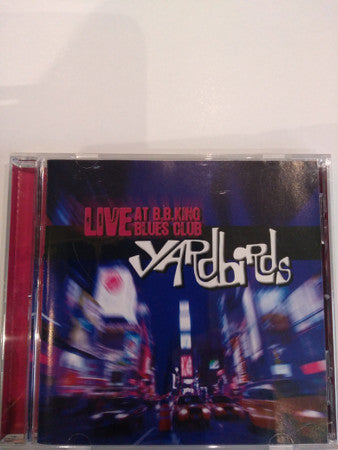 LIVE AT B.B.KING
BLUES CLUB
YARdbiRds